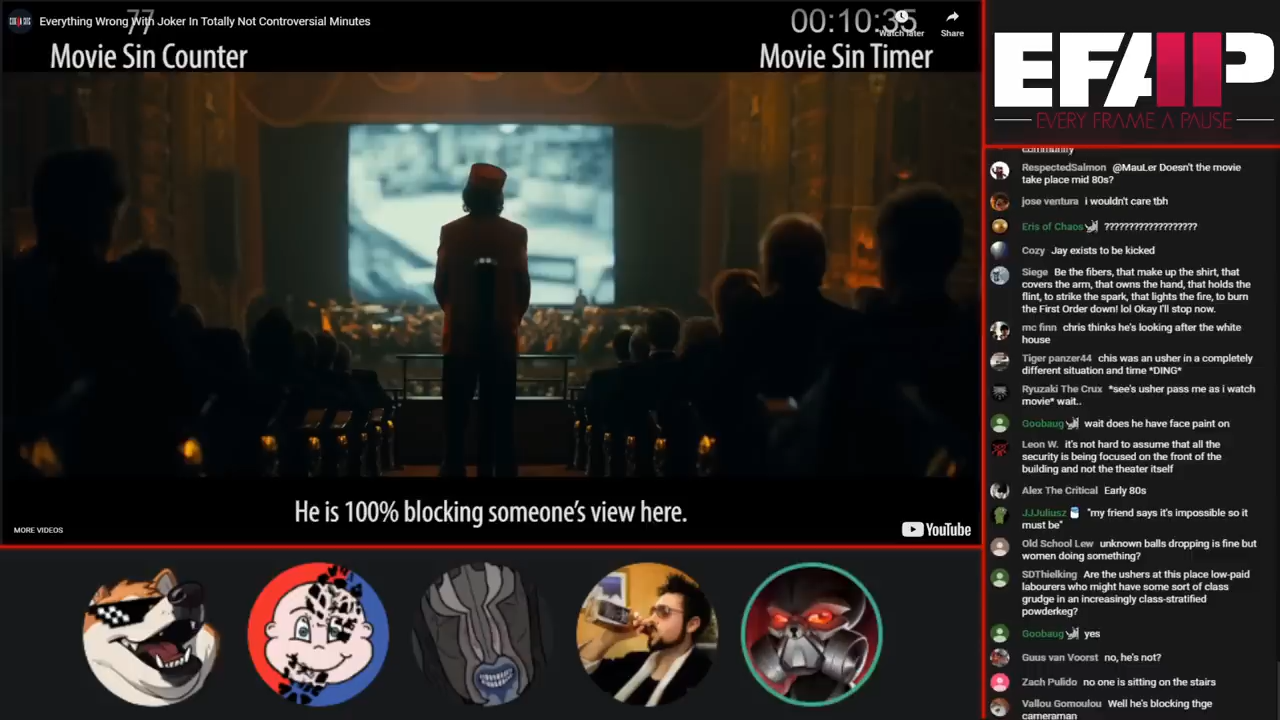 Everything Wrong With Joker In Totally Not Controversial Minutes
77
Movie Sin Counter
00:10:35
Movie Sin Timer
Watch later
Share
He is 100% blocking someone's view here.
MORE VIDEOS
YouTube
EFAP
EVERY FRAME A PAUSE
community
RespectedSalmon @MauLer Doesn't the movie
take place mid 80s?
jose ventura i wouldn't care tbh
Eris of Chaos ???????????????????
Cozy Jay exists to be kicked
Siege Be the fibers, that make up the shirt, that
covers the arm, that owns the hand, that holds the
flint, to strike the spark, that lights the fire, to burn
the First Order down! lol Okay I'll stop now.
mc finn chris thinks he's looking after the white
house
Tiger panzer44 chis was an usher in a completely
different situation and time *DING*
Ryuzaki The Crux *see's usher pass me as i watch
movie* wait..
Goobaug wait does he have face paint on
Leon W. it's not hard to assume that all the
security is being focused on the front of the
building and not the theater itself
Alex The Critical Early 80s
JJJuliusz "my friend says it's impossible so it
must be"
Old School Lew unknown balls dropping is fine but
women doing something?
SDThielking Are the ushers at this place low-paid
labourers who might have some sort of class
grudge in an increasingly class-stratified
powderkeg?
Goobaug yes
Guus van Voorst no, he's not?
Zach Pulido no one is sitting on the stairs
Vallou Gomoulou Well he's blocking thge
cameraman